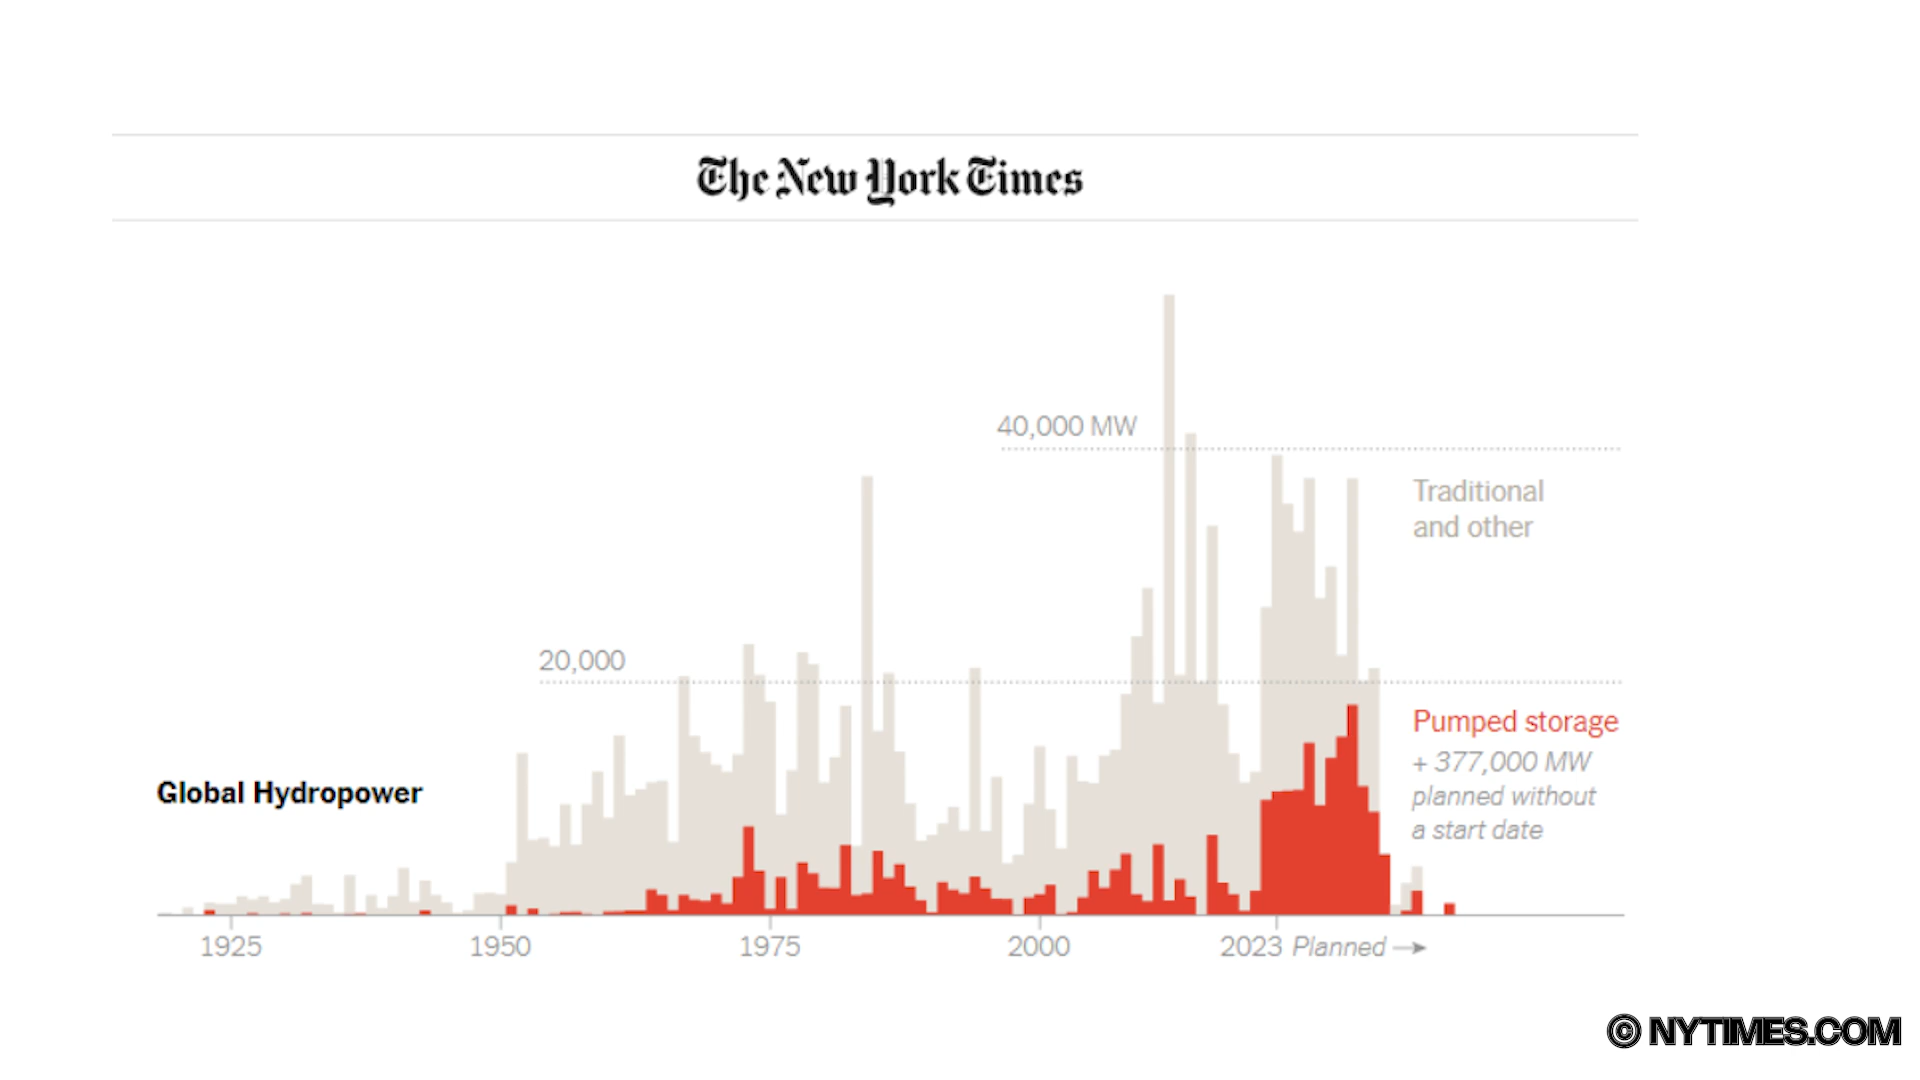 The New York Times
40,000 MW
Traditional
and other
20,000
Pumped storage
+ 377,000 MW
planned without
a start date
Global Hydropower
1925
1950
1975
2000
2023 Planned →
© NYTIMES.COM